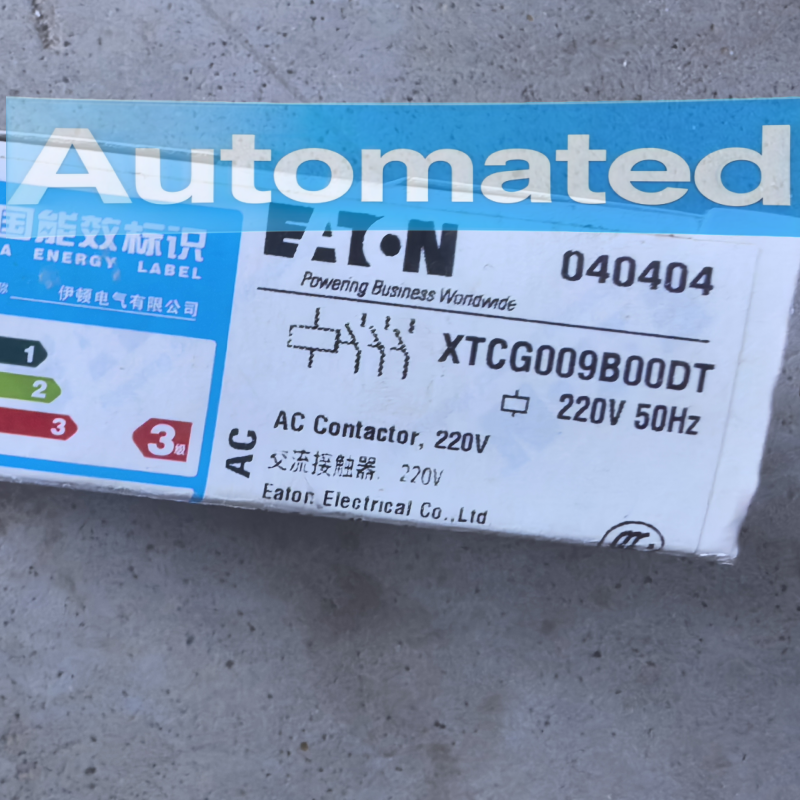 Automated
国能效标识
A ENERGY LABEL
伊顿电气有限公司
1
2
3
3级
EATON
Powering Business Worldwide
040404
XTCG009B00DT
220V 50Hz
AC
AC Contactor, 220V
交流接触器, 220V
Eaton Electrical Co.,Ltd